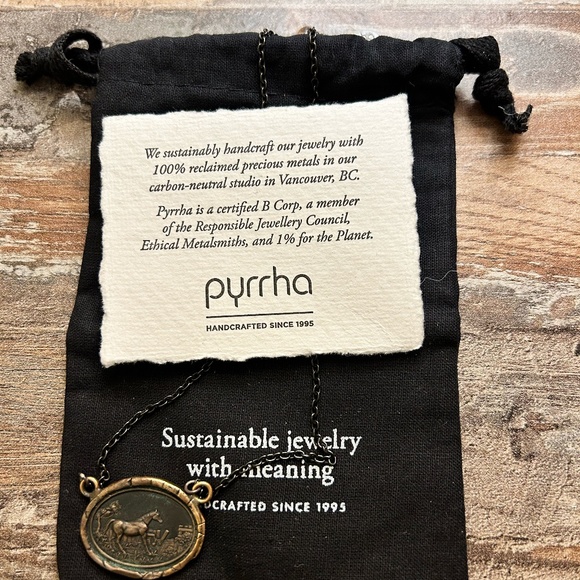 We sustainably handcraft our jewelry with
100% reclaimed precious metals in our
carbon-neutral studio in Vancouver, BC.
Pyrrha is a certified B Corp, a member
of the Responsible Jewellery Council,
Ethical Metalsmiths, and 1% for the Planet.
pyrrha
HANDCRAFTED SINCE 1995
Sustainable jewelry
with meaning
DCRAFTED SINCE 1995